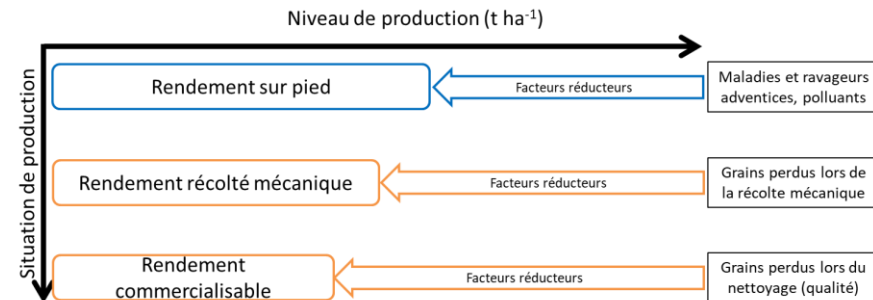 Niveau de production (t ha⁻¹)
Situation de production
Rendement sur pied
Facteurs réducteurs
Maladies et ravageurs
adventices, polluants
Rendement récolté mécanique
Facteurs réducteurs
Grains perdus lors de
la récolte mécanique
Rendement
commercialisable
Facteurs réducteurs
Grains perdus lors du
nettoyage (qualité)